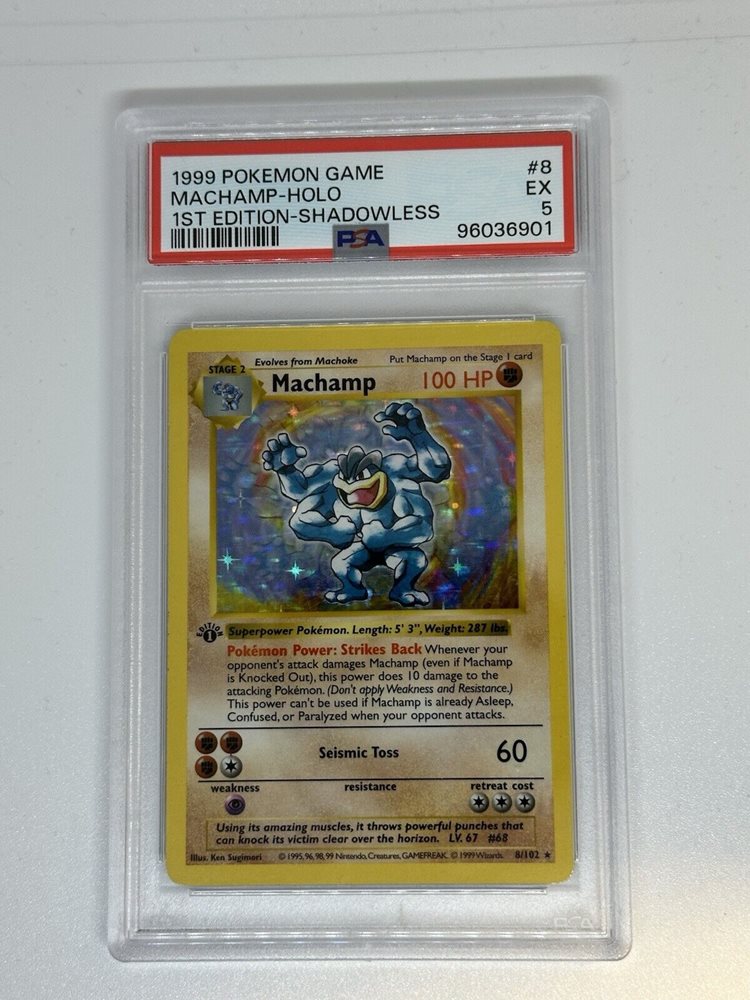 1999 POKEMON GAME #8
MACHAMP-HOLO EX
1ST EDITION-SHADOWLESS 5
PSA 96036901
STAGE 2 Evolves from Machoke Put Machamp on the Stage 1 card
Machamp 100 HP
EDITION 1
Superpower Pokémon. Length: 5' 3", Weight: 287 lbs.
Pokémon Power: Strikes Back Whenever your
opponent's attack damages Machamp (even if Machamp
is Knocked Out), this power does 10 damage to the
attacking Pokémon. (Don't apply Weakness and Resistance.)
This power can't be used if Machamp is already Asleep,
Confused, or Paralyzed when your opponent attacks.
Seismic Toss 60
weakness resistance retreat cost
Using its amazing muscles, it throws powerful punches that
can knock its victim clear over the horizon. LV. 67 #68
Illus. Ken Sugimori © 1995, 96, 98, 99 Nintendo, Creatures, GAMEFREAK. © 1999 Wizards. 8/102 ★
PSA